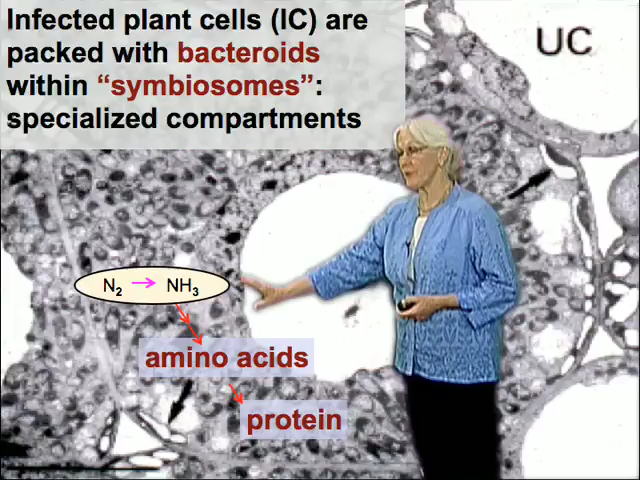 Infected plant cells (IC) are
packed with bacteroids
within “symbiosomes”:
specialized compartments
UC
N2 → NH3
amino acids
protein